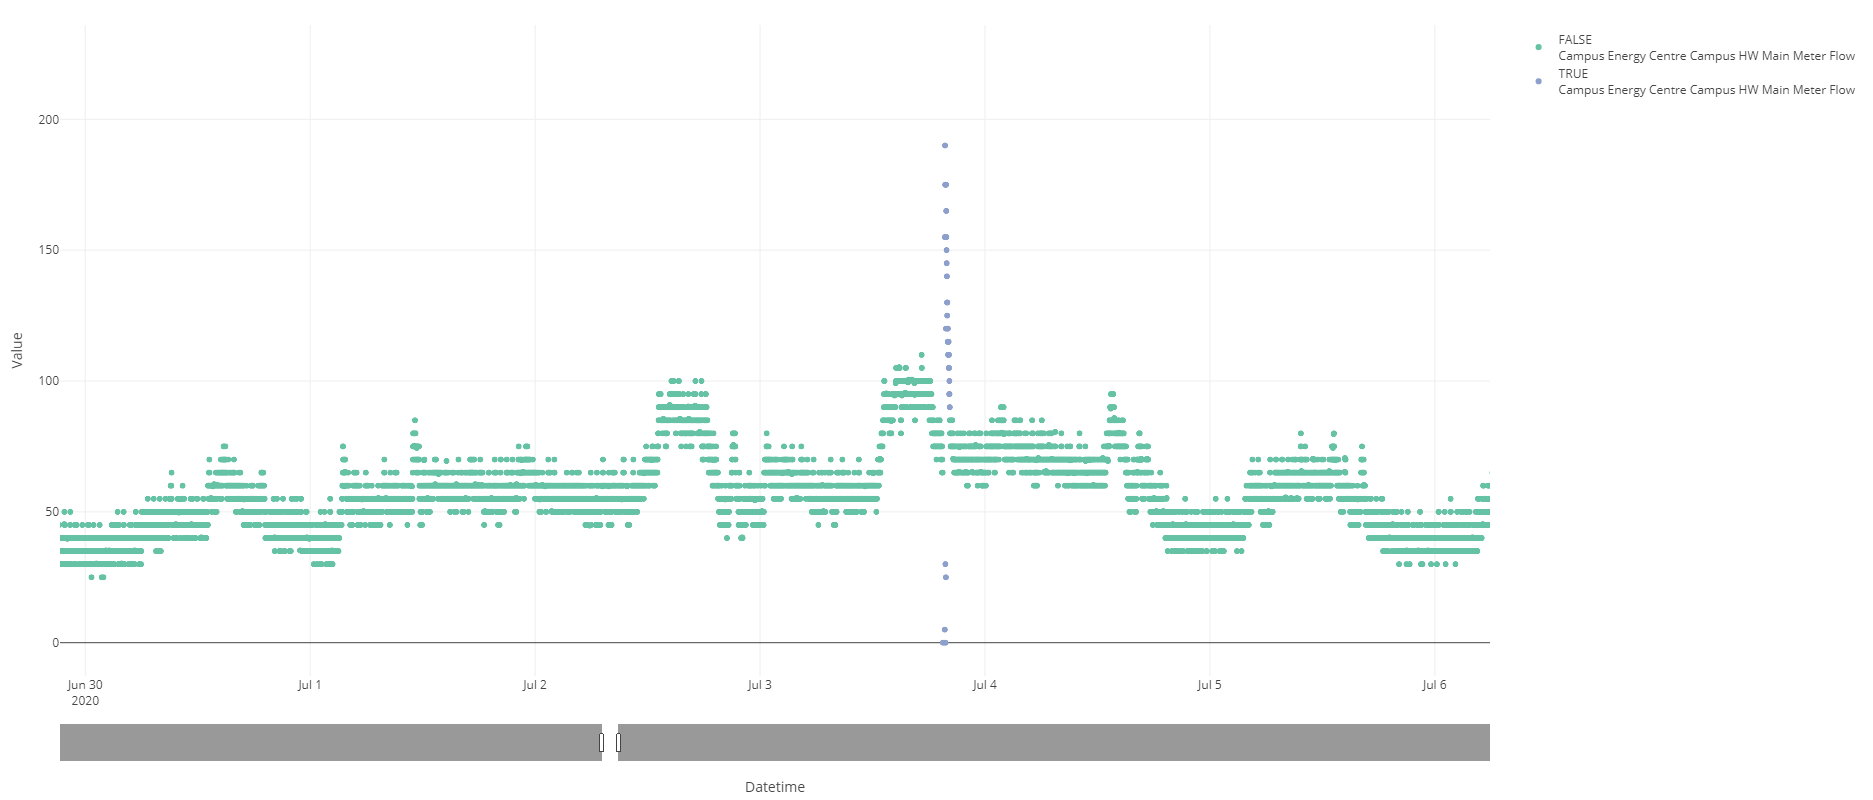 FALSE
Campus Energy Centre Campus HW Main Meter Flow
TRUE
Campus Energy Centre Campus HW Main Meter Flow
200
150
100
50
0
Value
Jun 30
2020
Jul 1
Jul 2
Jul 3
Jul 4
Jul 5
Jul 6
Datetime